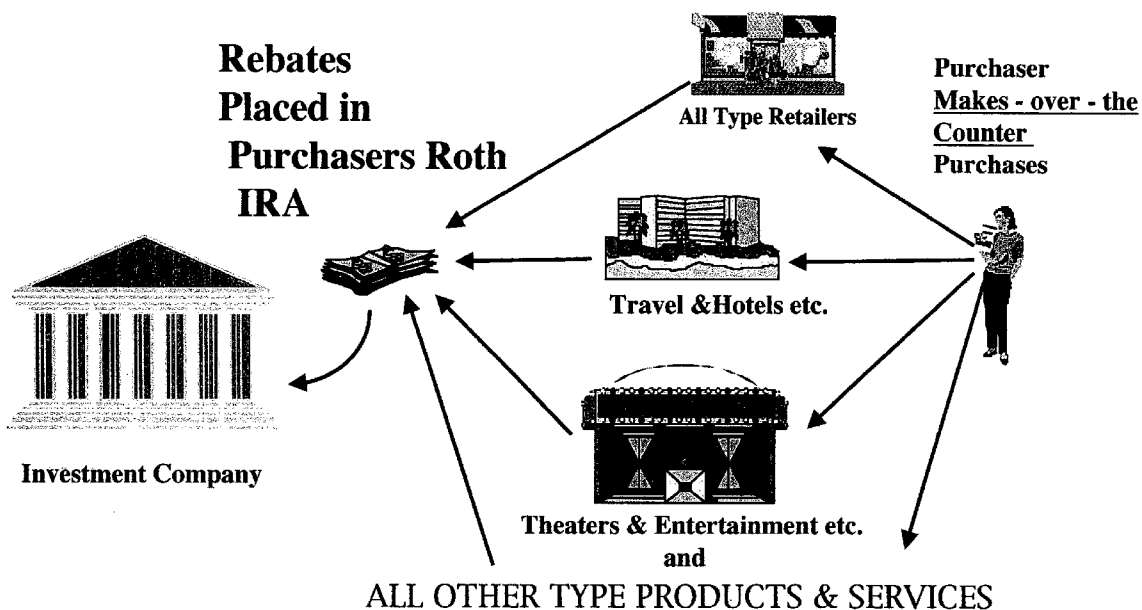 Rebates
Placed in
Purchasers Roth
IRA
All Type Retailers
Purchaser
Makes - over - the
Counter
Purchases
Travel &Hotels etc.
Investment Company
Theaters & Entertainment etc.
and
ALL OTHER TYPE PRODUCTS & SERVICES